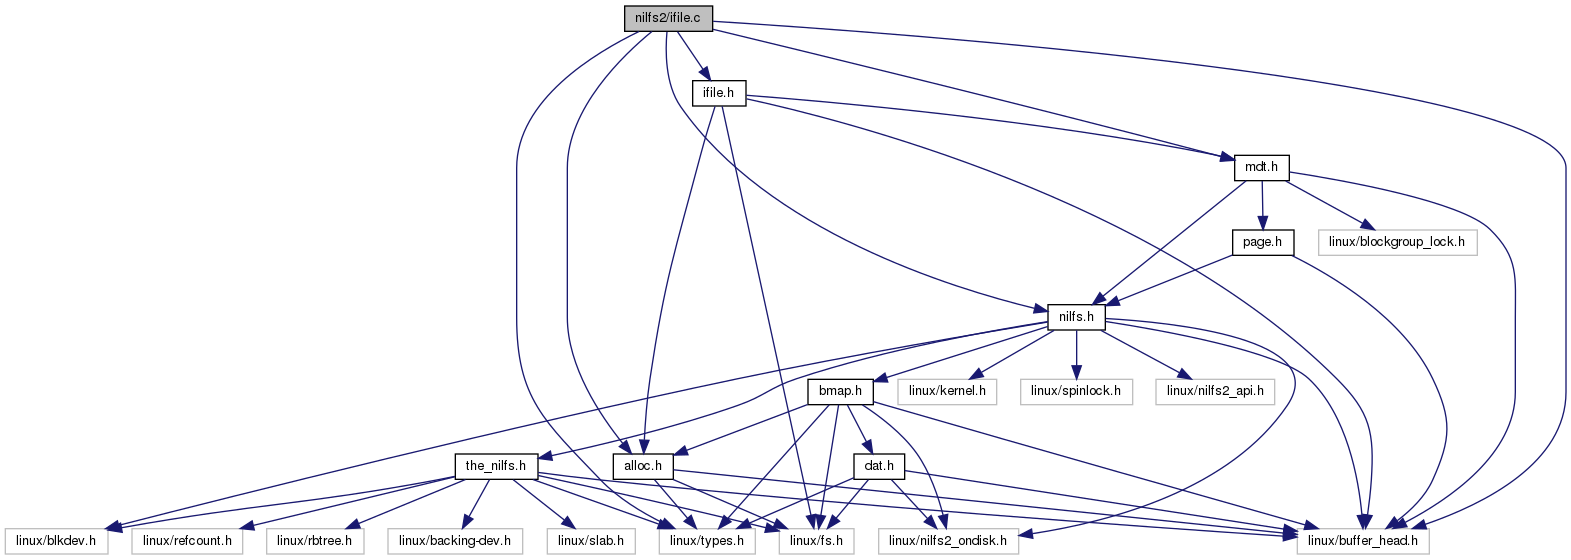 nilfs2/ifile.c
ifile.h
mdt.h
page.h
linux/blockgroup_lock.h
nilfs.h
bmap.h
linux/kernel.h
linux/spinlock.h
linux/nilfs2_api.h
the_nilfs.h
alloc.h
dat.h
linux/blkdev.h
linux/refcount.h
linux/rbtree.h
linux/backing-dev.h
linux/slab.h
linux/types.h
linux/fs.h
linux/nilfs2_ondisk.h
linux/buffer_head.h